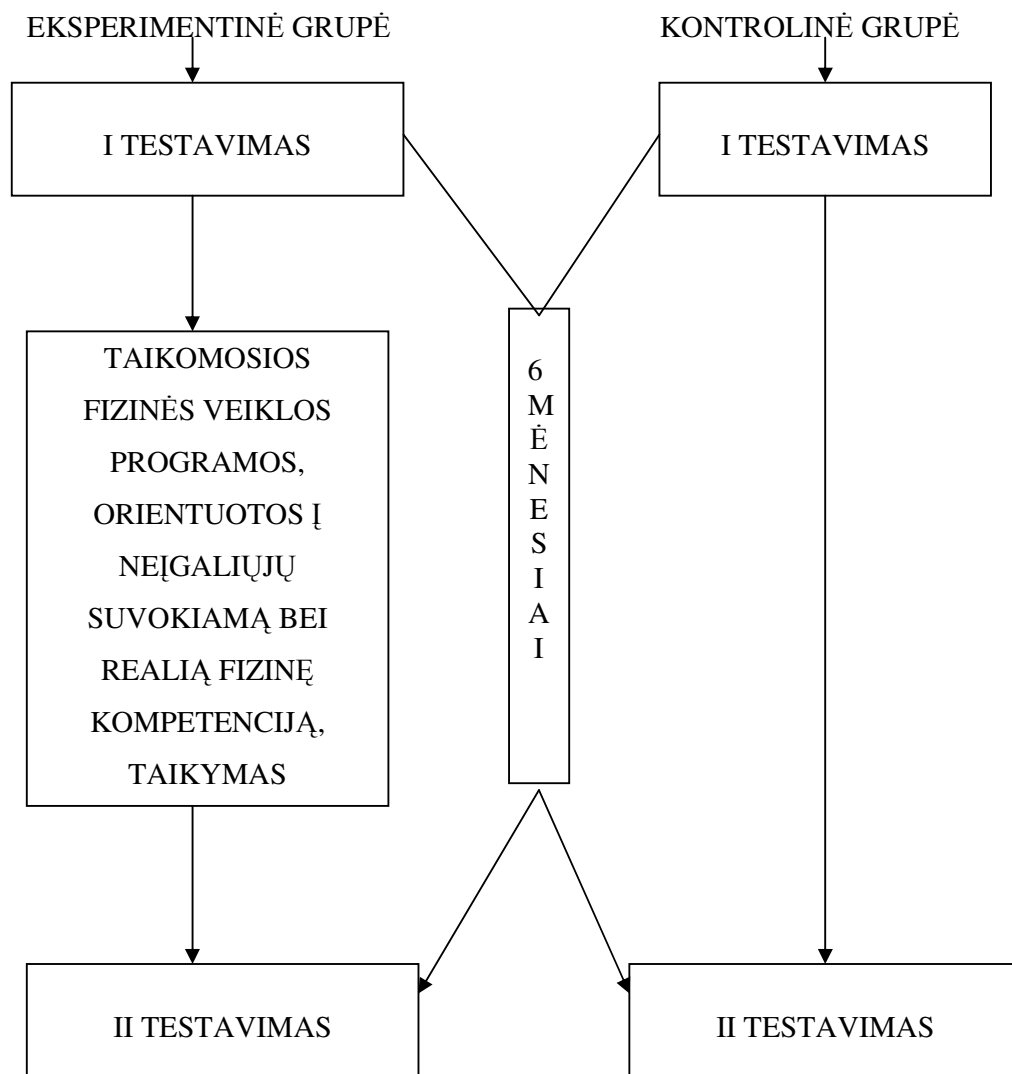 EKSPERIMENTINĖ GRUPĖ
KONTROLINĖ GRUPĖ
I TESTAVIMAS
I TESTAVIMAS
TAIKOMOSIOS
FIZINĖS VEIKLOS
PROGRAMOS,
ORIENTUOTOS Į
NEĮGALIŲJŲ
SUVOKIAMĄ BEI
REALIĄ FIZINĘ
KOMPETENCIJĄ,
TAIKYMAS
6
M
Ė
N
E
S
I
A
I
II TESTAVIMAS
II TESTAVIMAS